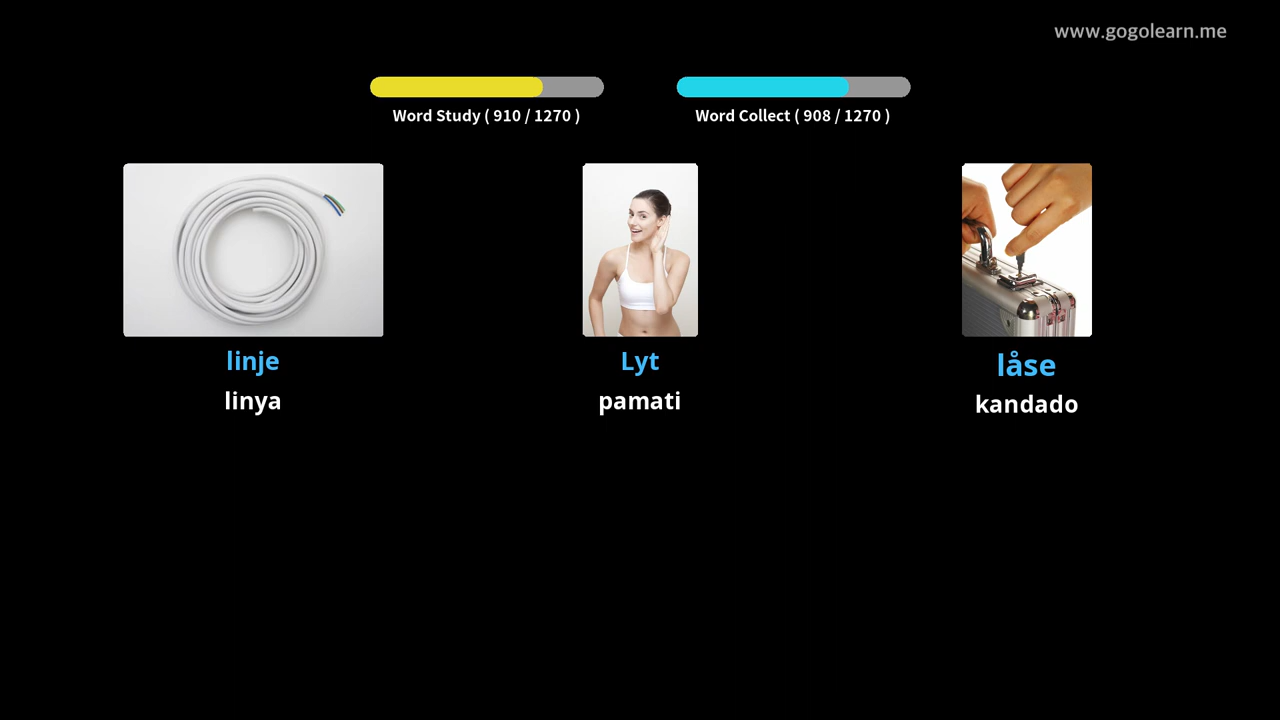 www.gogolearn.me
Word Study ( 910 / 1270 )
Word Collect ( 908 / 1270 )
linje
linya
Lyt
pamati
låse
kandado